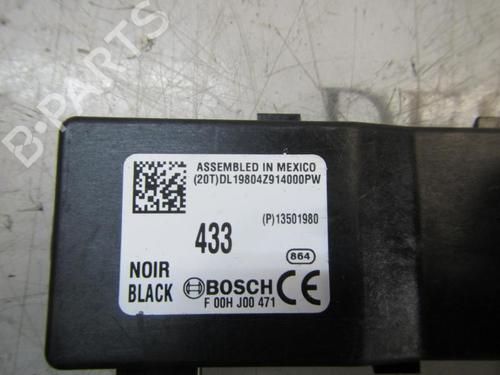 B-PARTS
ASSEMBLED IN MEXICO
(20T)DL19804Z914000PW
(P)13501980
433
864
NOIR
BLACK
BOSCH
CE
F 00H J00 471